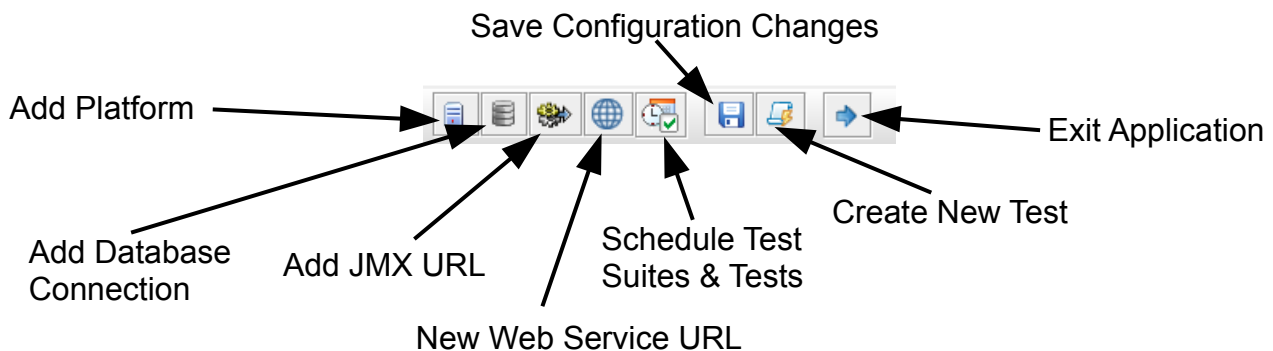 Save Configuration Changes
Add Platform
Exit Application
Create New Test
Add Database
Connection
Add JMX URL
Schedule Test
Suites & Tests
New Web Service URL